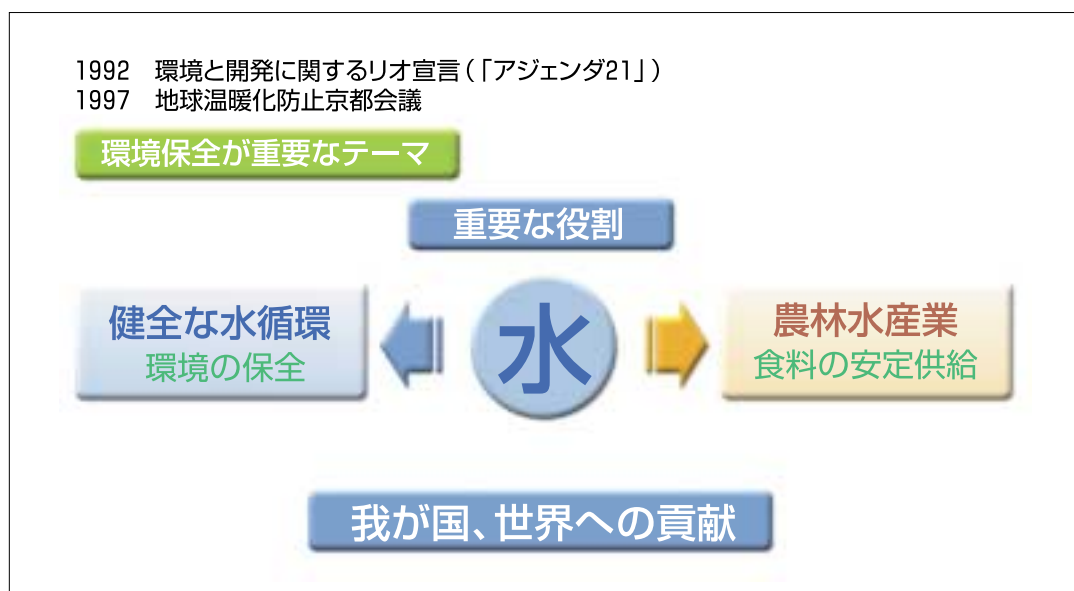 1992 環境と開発に関するリオ宣言（「アジェンダ21」）
1997 地球温暖化防止京都会議
環境保全が重要なテーマ
重要な役割
健全な水循環
環境の保全
水
農林水産業
食料の安定供給
我が国、世界への貢献